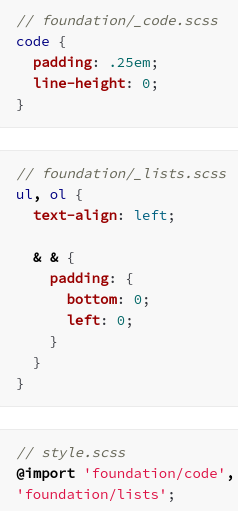 // foundation/_code.scss
code {
  padding: .25em;
  line-height: 0;
}
// foundation/_lists.scss
ul, ol {
  text-align: left;

  & & {
    padding: {
      bottom: 0;
      left: 0;
    }
  }
}
// style.scss
@import 'foundation/code',
'foundation/lists';